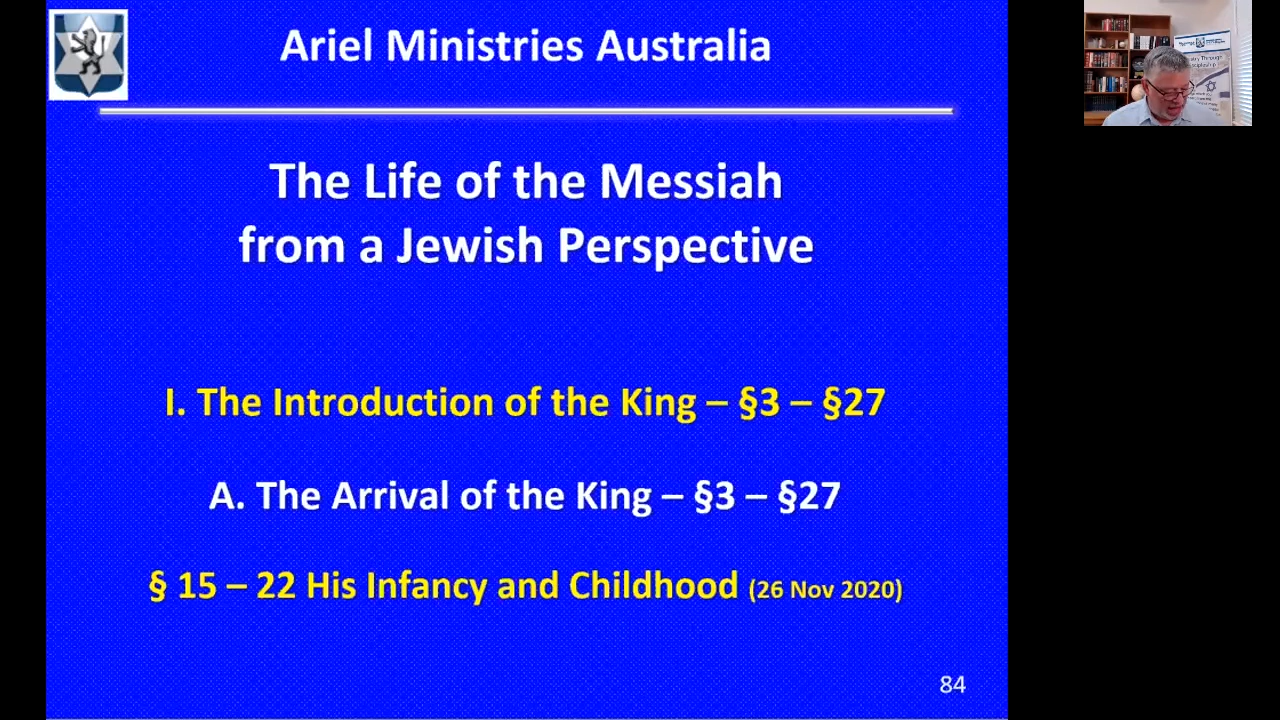 Ariel Ministries Australia
The Life of the Messiah
from a Jewish Perspective
I. The Introduction of the King – §3 – §27
A. The Arrival of the King – §3 – §27
§ 15 – 22 His Infancy and Childhood (26 Nov 2020)
84